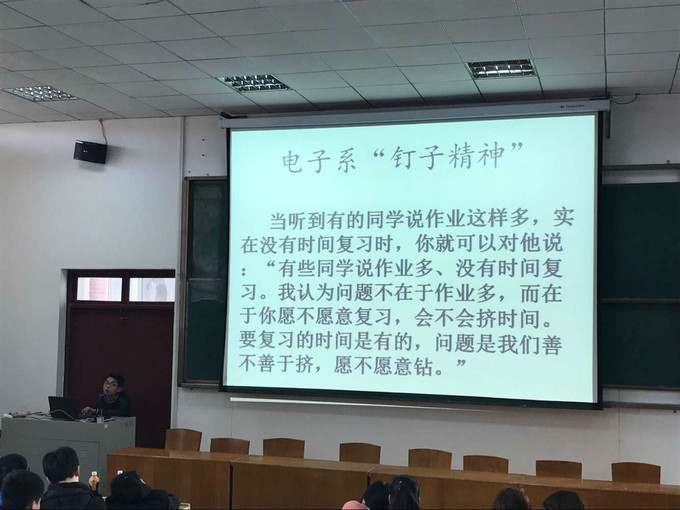 电子系“钉子精神”
当听到有的同学说作业这样多，实
在没有时间复习时，你就可以对他说
：“有些同学说作业多、没有时间复
习。我认为问题不在于作业多，而在
于你愿不愿意复习，会不会挤时间。
要复习的时间是有的，问题是我们善
不善于挤，愿不愿意钻。”